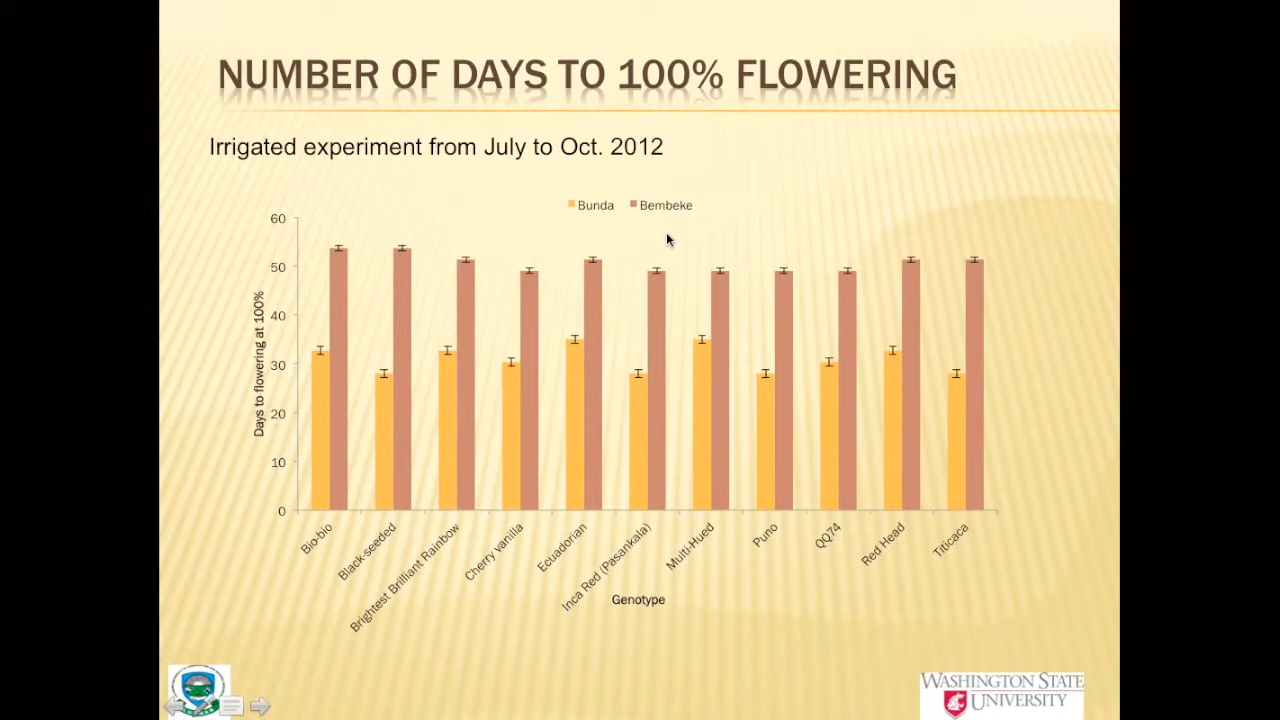 NUMBER OF DAYS TO 100% FLOWERING
Irrigated experiment from July to Oct. 2012
Bunda Bembeke
60
50
40
30
20
10
0
Days to flowering at 100%
Bio-bio
Black-seeded
Brightest Brilliant Rainbow
Cherry vanilla
Ecuadorian
Inca Red (Pasankala)
Multi-Hued
Puno
QQ74
Red Head
Titicaca
Genotype
WASHINGTON STATE
UNIVERSITY